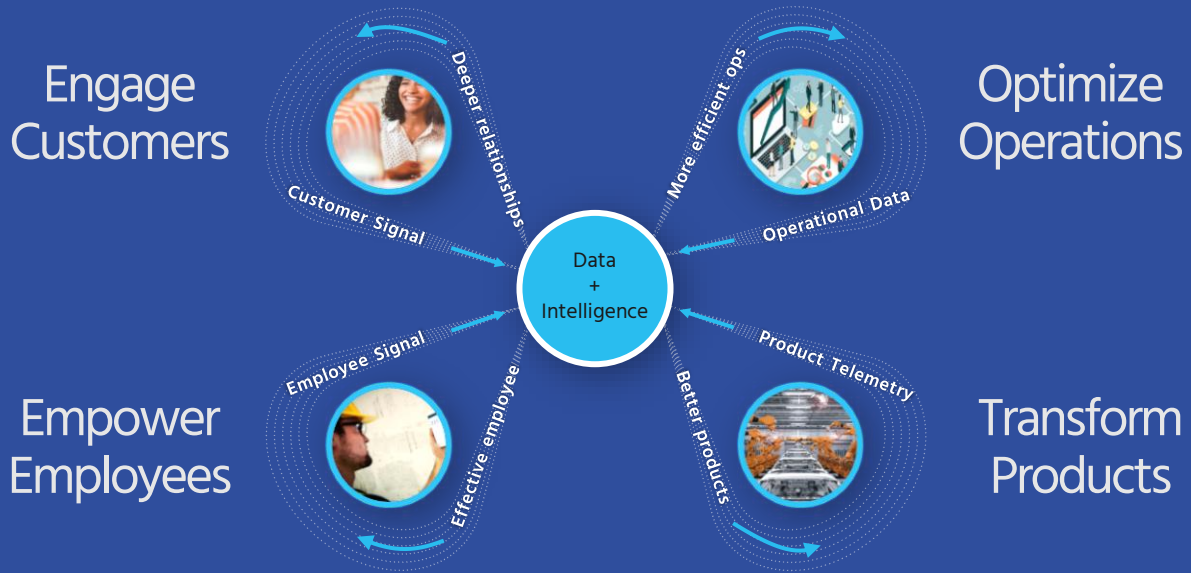 Engage
Customers
Deeper relationships
Customer Signal
More efficient ops
Operational Data
Optimize
Operations
Data
+
Intelligence
Empower
Employees
Employee Signal
Effective employee
Product Telemetry
Better products
Transform
Products